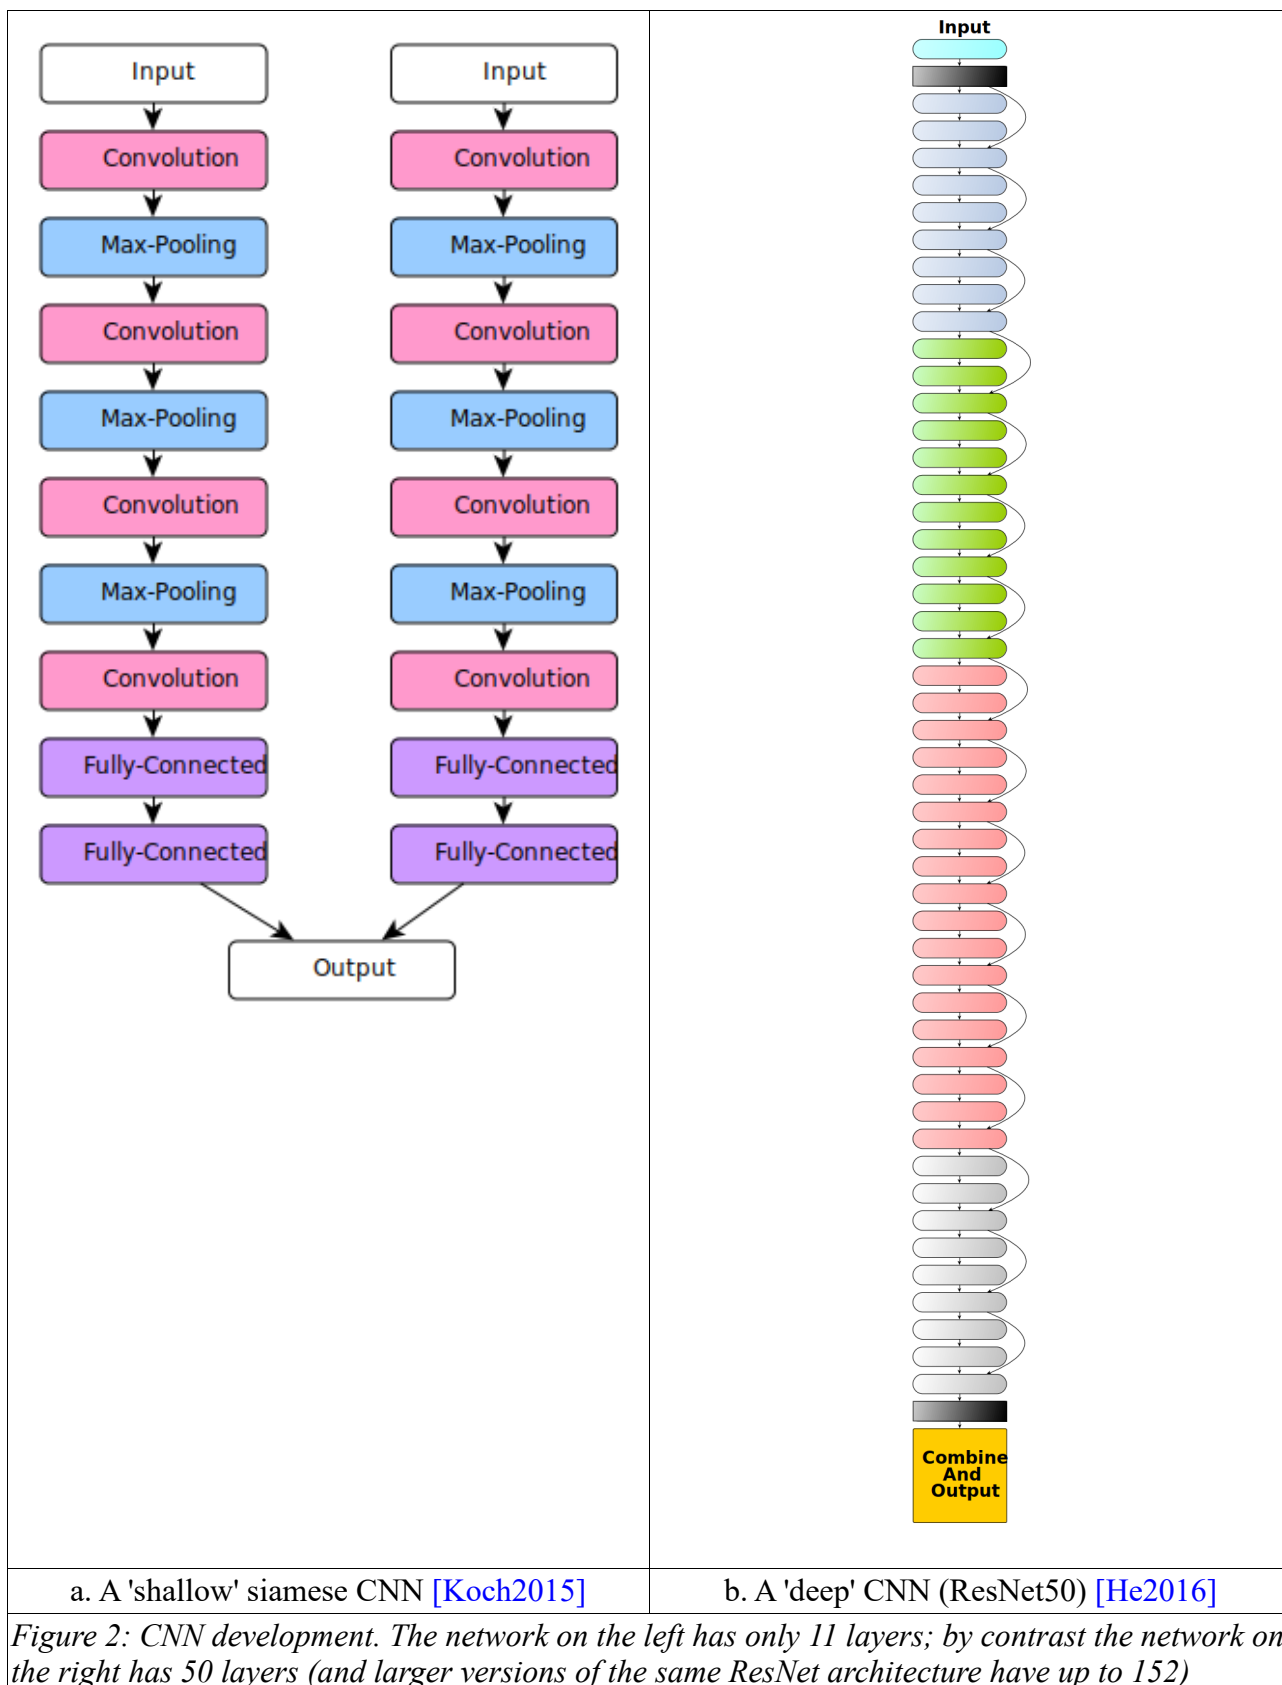 Input
Convolution
Max-Pooling
Convolution
Max-Pooling
Convolution
Max-Pooling
Convolution
Fully-Connected
Fully-Connected
Input
Convolution
Max-Pooling
Convolution
Max-Pooling
Convolution
Max-Pooling
Convolution
Fully-Connected
Fully-Connected
Output
Input
Combine
And
Output
a. A 'shallow' siamese CNN [Koch2015]
b. A 'deep' CNN (ResNet50) [He2016]
Figure 2: CNN development. The network on the left has only 11 layers; by contrast the network on
the right has 50 layers (and larger versions of the same ResNet architecture have up to 152)